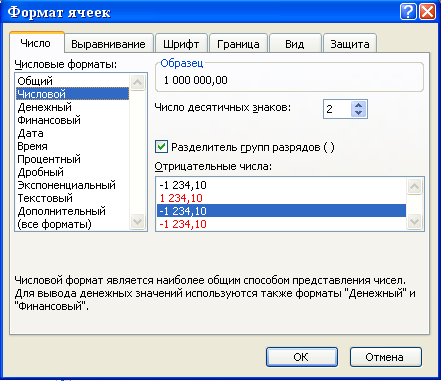 Формат ячеек
Число Выравнивание Шрифт Граница Вид Защита
Числовые форматы:
Общий
Числовой
Денежный
Финансовый
Дата
Время
Процентный
Дробный
Экспоненциальный
Текстовый
Дополнительный
(все форматы)
Образец
1 000 000,00
Число десятичных знаков: 2
Разделитель групп разрядов ( )
Отрицательные числа:
-1 234,10
1 234,10
-1 234,10
-1 234,10
Числовой формат является наиболее общим способом представления чисел.
Для вывода денежных значений используются также форматы "Денежный" и
"Финансовый".
ОК Отмена